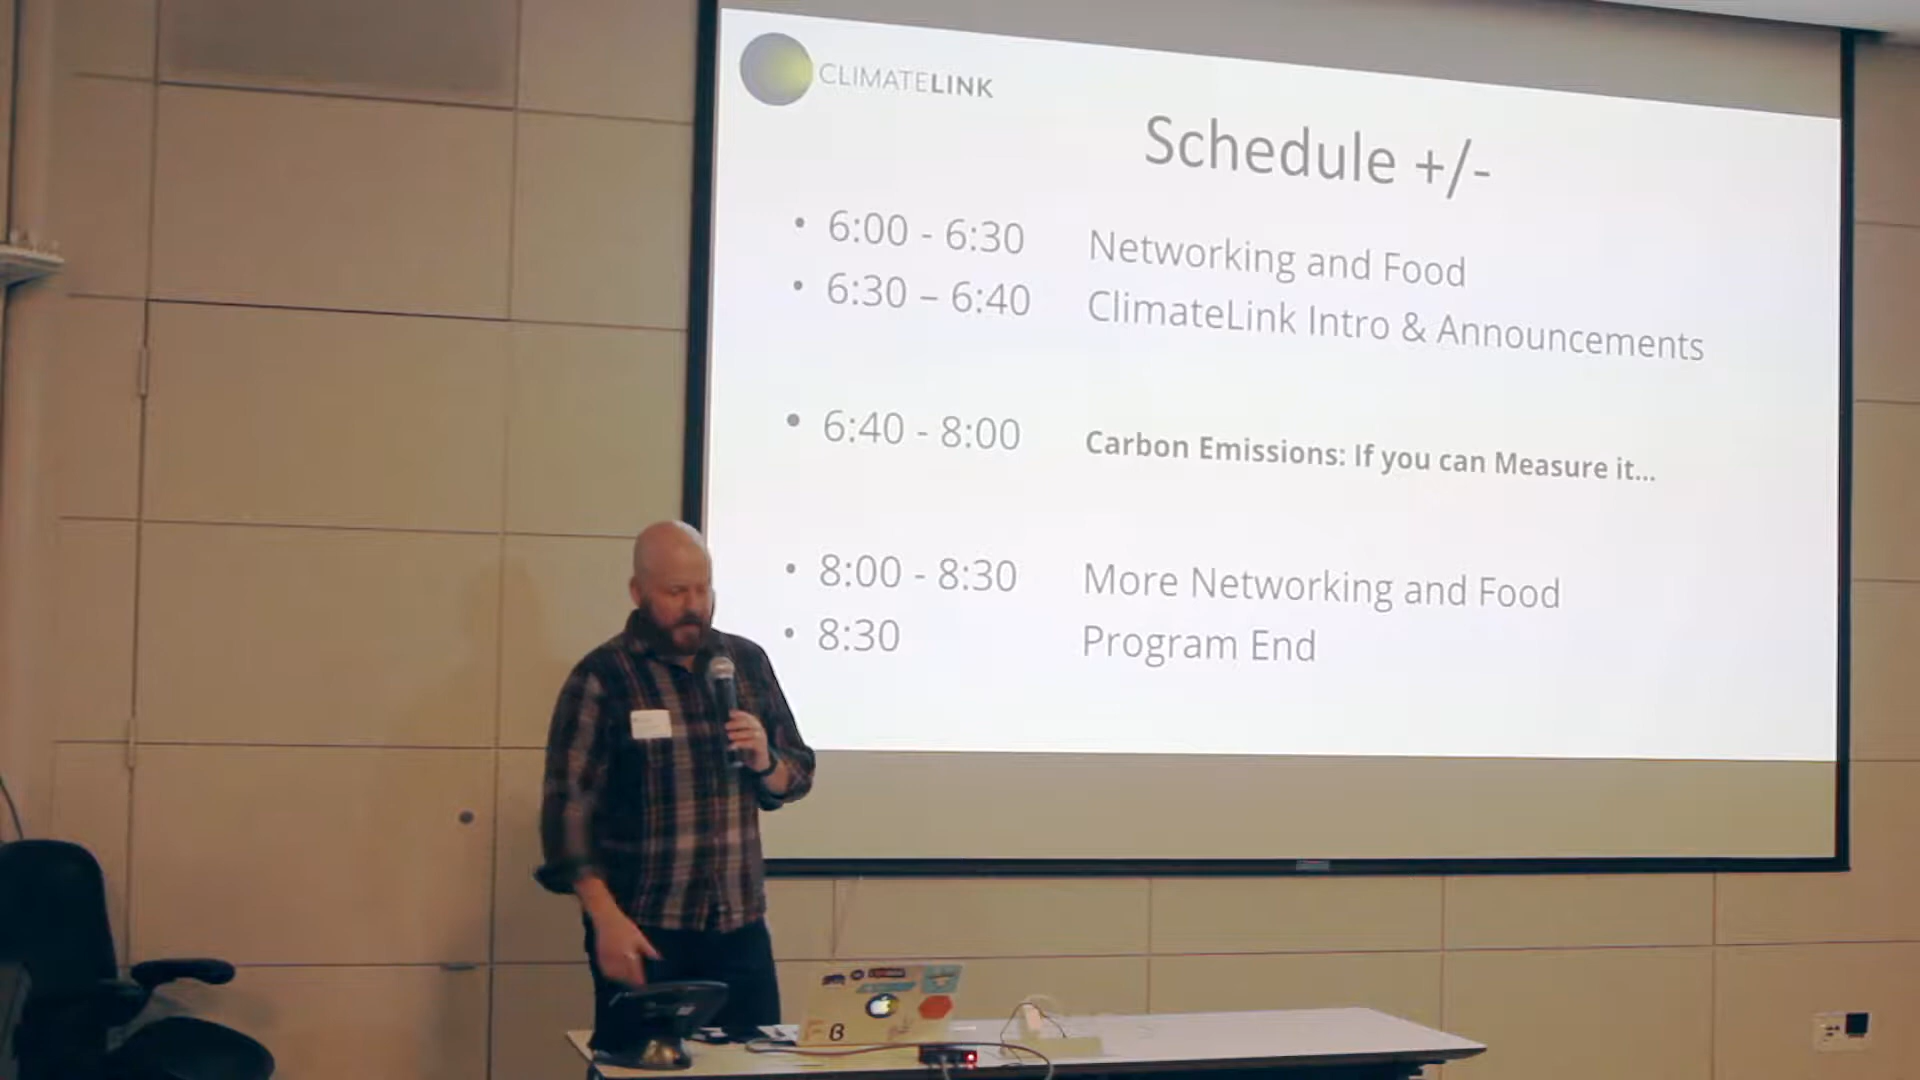 CLIMATELINK
Schedule +/-
• 6:00 - 6:30 Networking and Food
• 6:30 – 6:40 ClimateLink Intro & Announcements
• 6:40 - 8:00 Carbon Emissions: If you can Measure it...
• 8:00 - 8:30 More Networking and Food
• 8:30 Program End